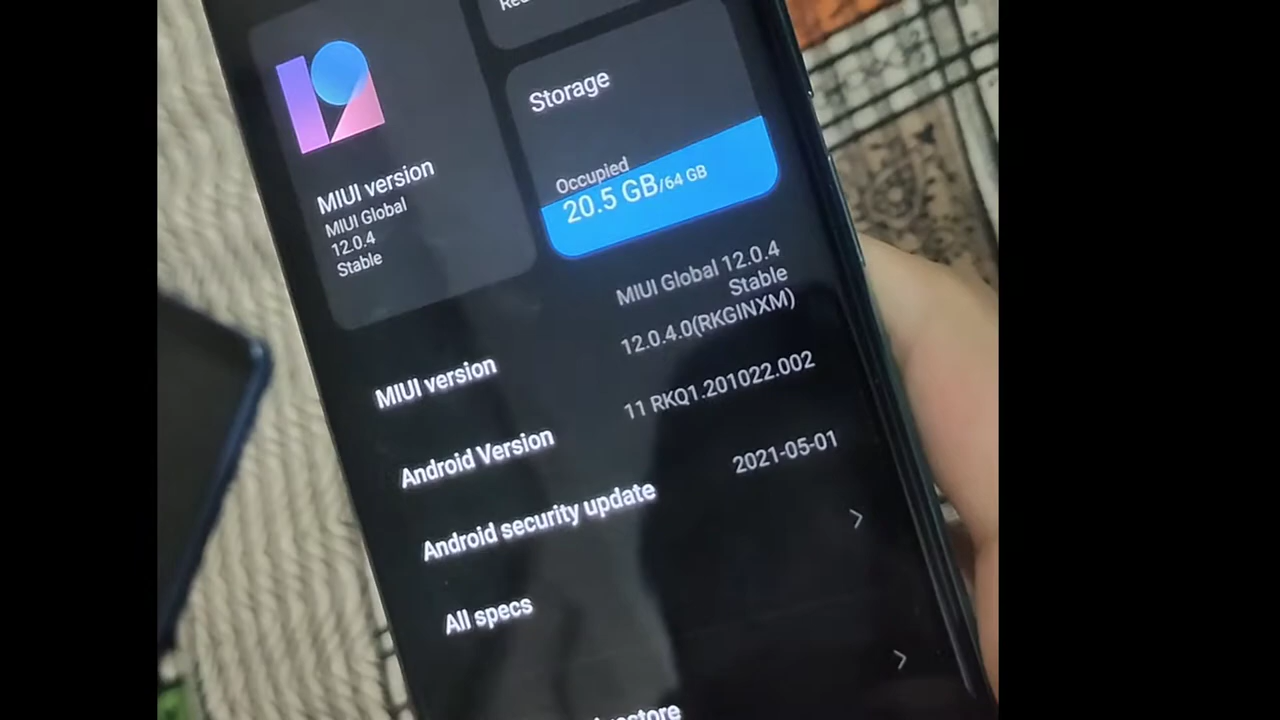 Storage
Occupied
20.5 GB/64 GB
MIUI version
MIUI Global
12.0.4
Stable
MIUI version
MIUI Global 12.0.4
Stable
12.0.4.0(RKGINXM)
Android Version
11 RKQ1.201022.002
Android security update
2021-05-01
All specs